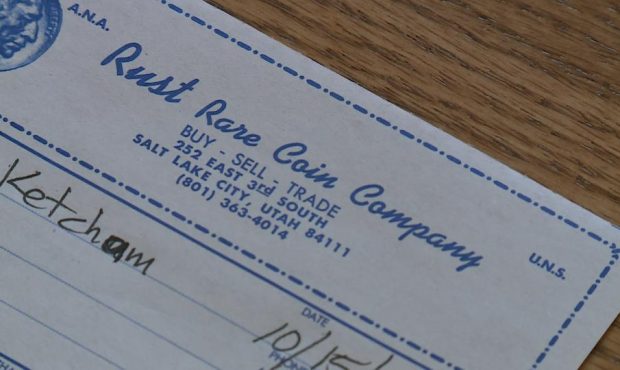 A.N.A.
Rust Rare Coin Company
BUY - SELL - TRADE
252 EAST 3rd SOUTH
SALT LAKE CITY, UTAH 84111
(801) 363-4014
U.N.S.
Ketcham
DATE
10/15/